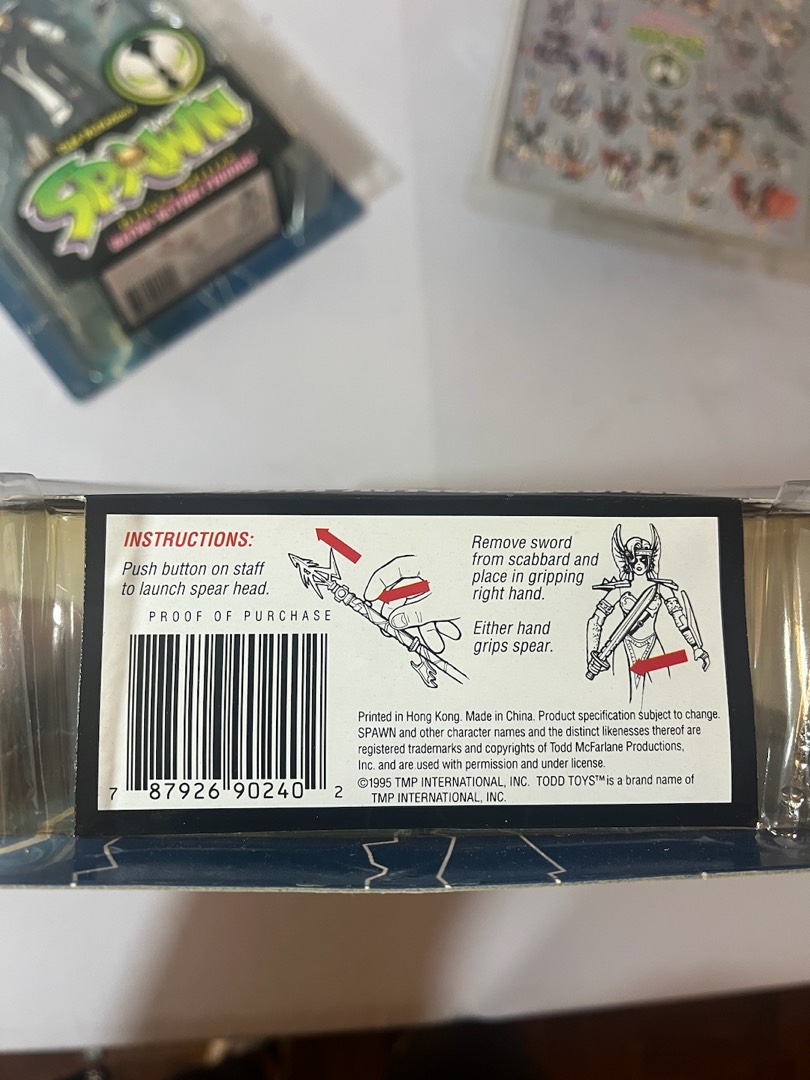 SPAWN
INSTRUCTIONS:
Push button on staff
to launch spear head.
PROOF OF PURCHASE
7 87926 90240 2
Remove sword
from scabbard and
place in gripping
right hand.
Either hand
grips spear.
Printed in Hong Kong. Made in China. Product specification subject to change.
SPAWN and other character names and the distinct likenesses thereof are
registered trademarks and copyrights of Todd McFarlane Productions,
Inc. and are used with permission and under license.
©1995 TMP INTERNATIONAL, INC. TODD TOYS™ is a brand name of
TMP INTERNATIONAL, INC.